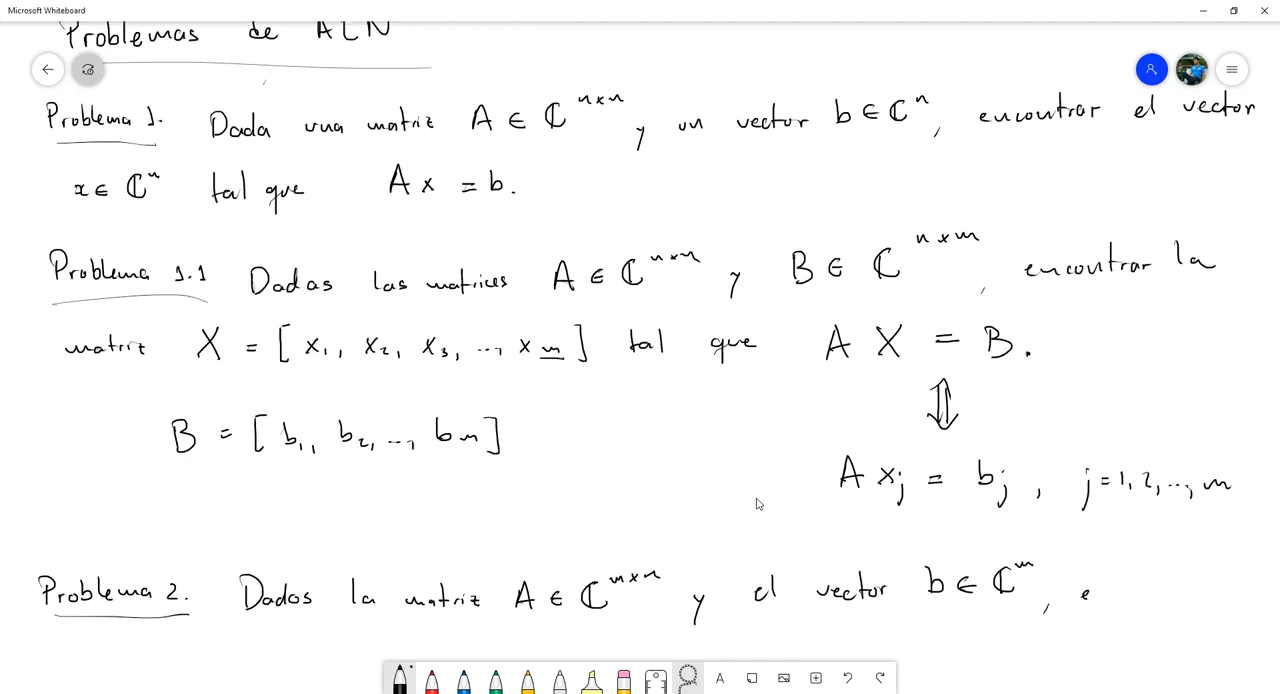 Microsoft Whiteboard
Problemas de ALN
Problema 1. Dada una matriz A ∈ ℂⁿˣⁿ y un vector b ∈ ℂⁿ, encontrar el vector
x ∈ ℂⁿ tal que Ax = b.
Problema 1.1 Dadas las matrices A ∈ ℂⁿˣⁿ y B ∈ ℂⁿˣᵐ, encontrar la
matriz X = [x₁, x₂, x₃, ..., xₘ] tal que A X = B.
⇕
B = [b₁, b₂, ..., bₘ]
A xⱼ = bⱼ, j = 1, 2, ..., m
Problema 2. Dados la matriz A ∈ ℂᵐˣⁿ y el vector b ∈ ℂᵐ, e
A